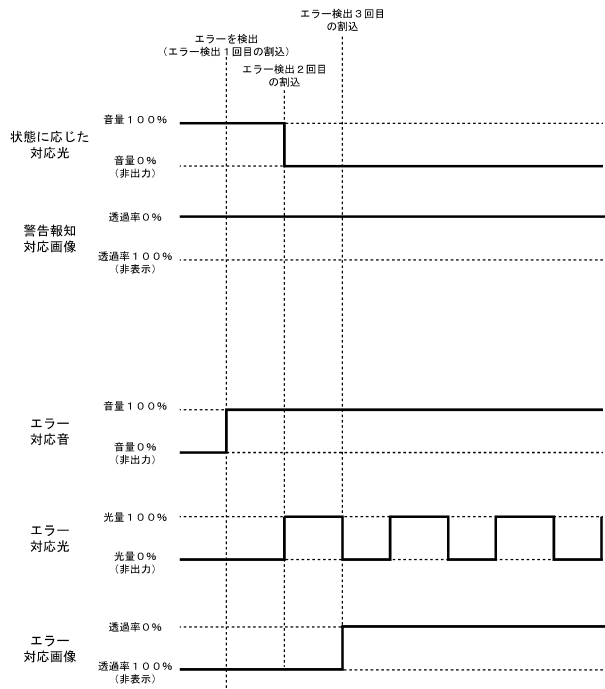 エラー検出３回目
の割込
エラーを検出
（エラー検出１回目の割込）
エラー検出２回目
の割込
状態に応じた
対応光
音量１００％
音量０％
（非出力）
警告報知
対応画像
透過率０％
透過率１００％
（非表示）
エラー
対応音
音量１００％
音量０％
（非出力）
エラー
対応光
光量１００％
光量０％
（非出力）
エラー
対応画像
透過率０％
透過率１００％
（非表示）